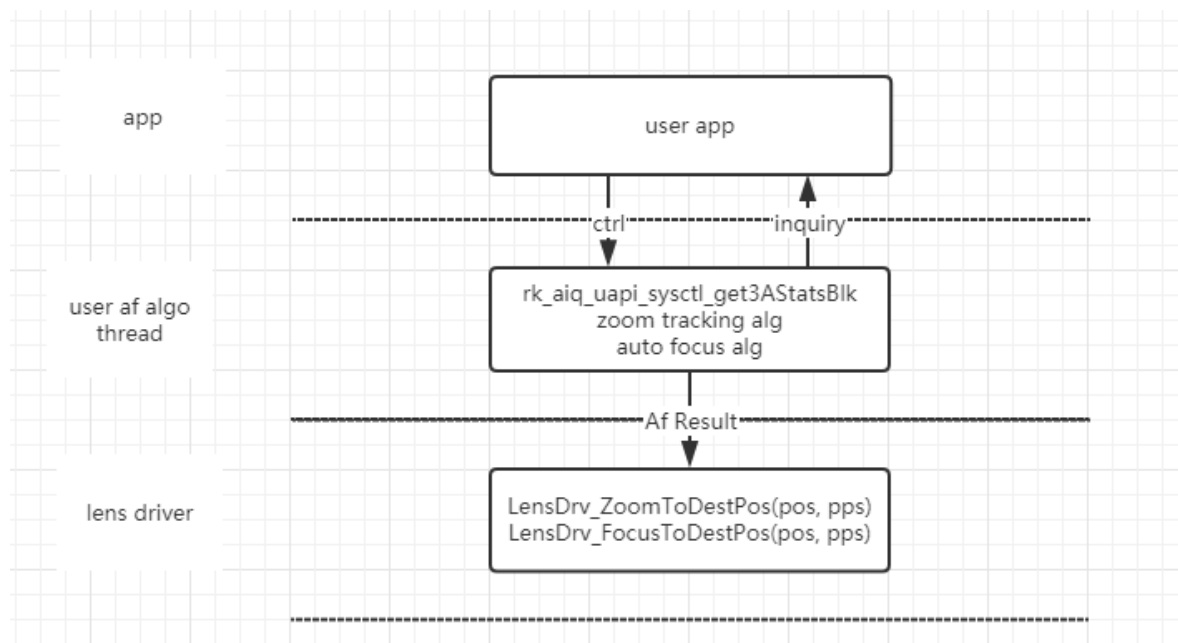 app
user app
ctrl
inquiry
user af algo
thread
rk_aiq_uapi_sysctl_get3AStatsBlk
zoom tracking alg
auto focus alg
Af Result
lens driver
LensDrv_ZoomToDestPos(pos, pps)
LensDrv_FocusToDestPos(pos, pps)